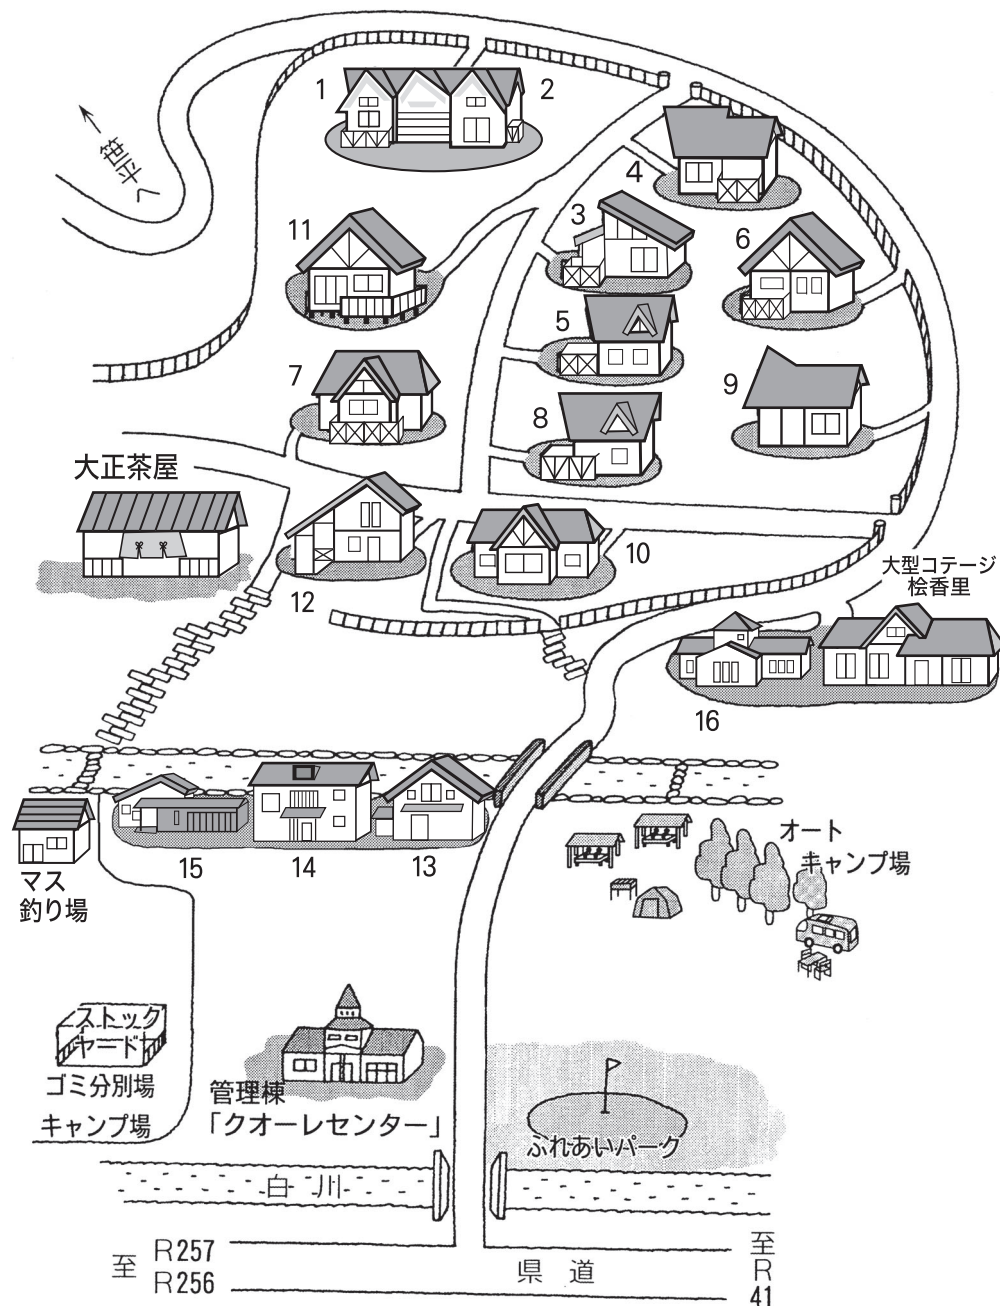 1
2
笹平へ
4
3
11
6
5
7
9
8
大正茶屋
10
12
大型コテージ
桧香里
16
オート
キャンプ場
マス
釣り場
15
14
13
ストック
ヤード
ゴミ分別場
キャンプ場
管理棟
「クオーレセンター」
ふれあいパーク
白川
至
R257
R256
県道
至
R
41